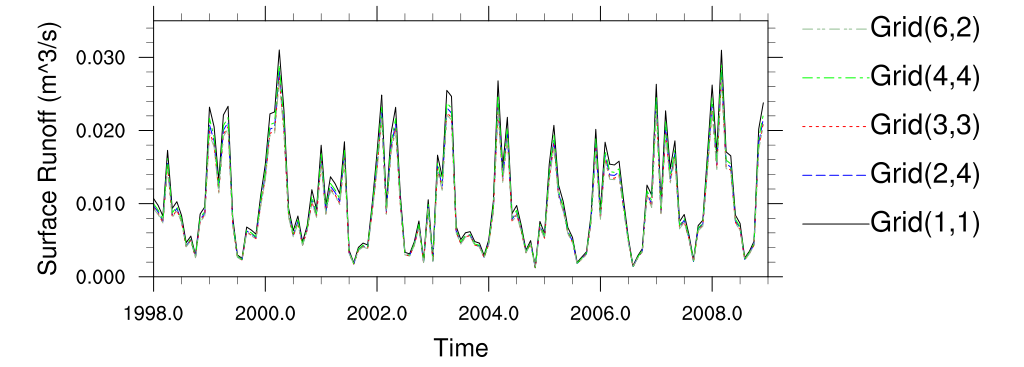 Surface Runoff (m^3/s)
0.030
0.020
0.010
0.000
1998.0 2000.0 2002.0 2004.0 2006.0 2008.0
Time
Grid(6,2)
Grid(4,4)
Grid(3,3)
Grid(2,4)
Grid(1,1)